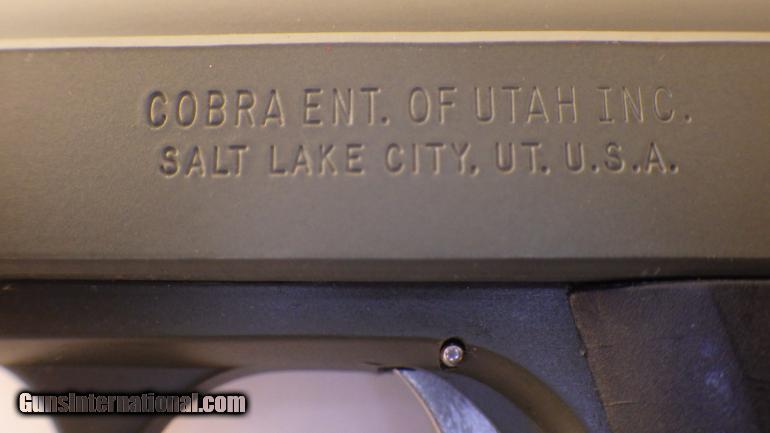 COBRA ENT. OF UTAH INC.
SALT LAKE CITY, UT. U.S.A.
GunsInternational.com